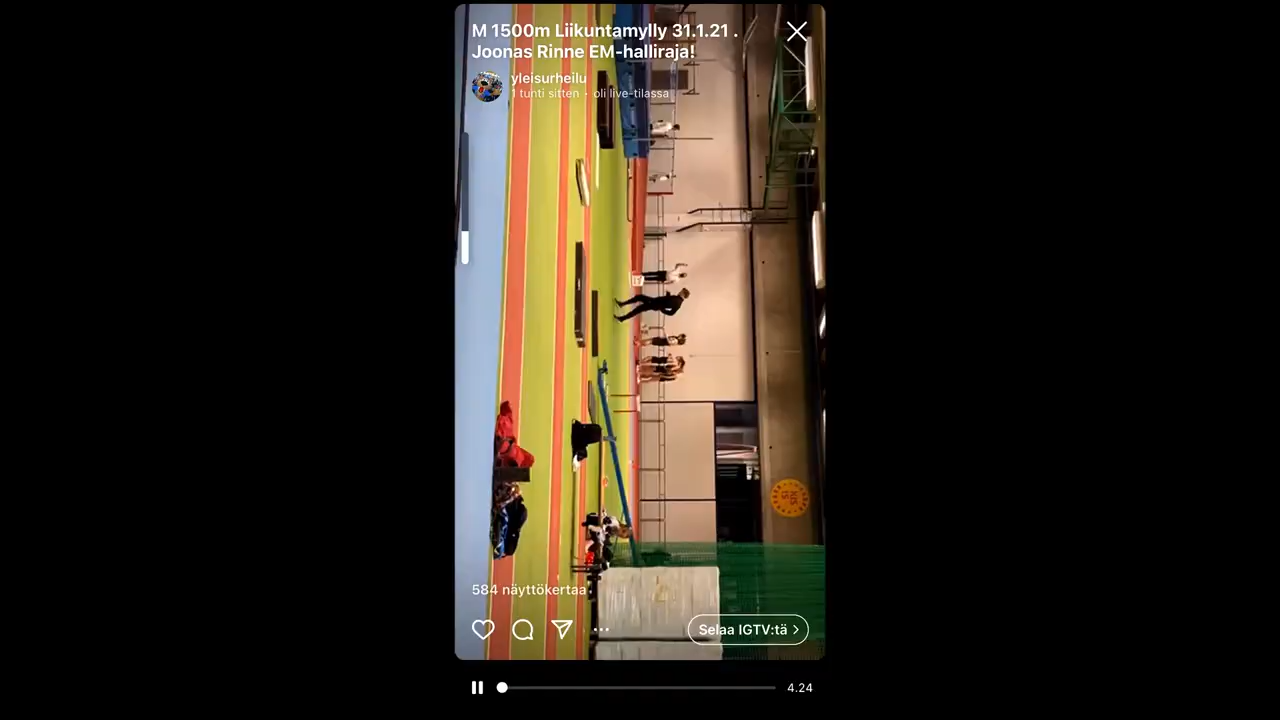 M 1500m Liikuntamylly 31.1.21 .
Joonas Rinne EM-halliraja!
yleisurheilu
1 tunti sitten · oli live-tilassa
584 näyttökertaa
Selaa IGTV:tä >
4.24